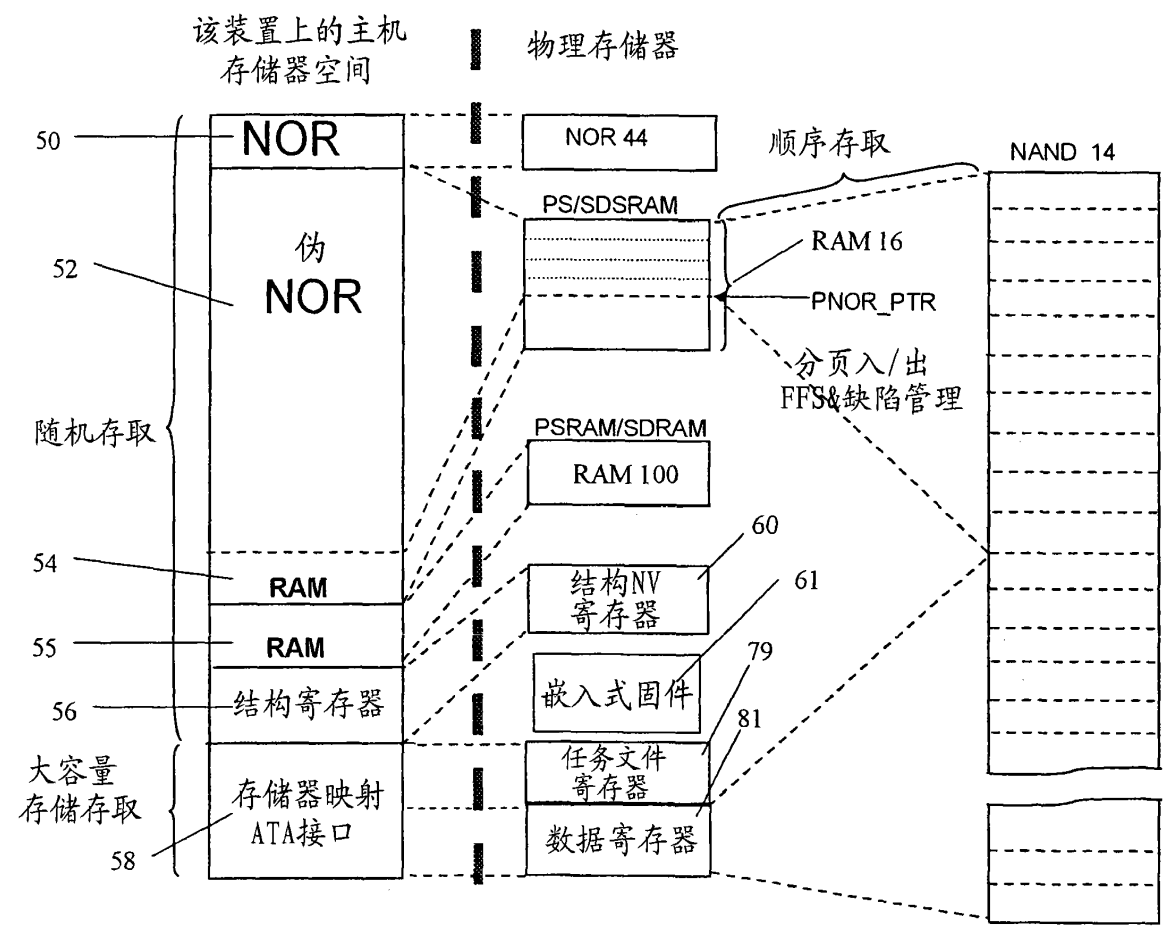 该装置上的主机
存储器空间
物理存储器
50
NOR
NOR 44
顺序存取
NAND 14
PS/SDSRAM
RAM 16
52
伪
NOR
PNOR_PTR
分页入/出
FFS&缺陷管理
随机存取
PSRAM/SDRAM
RAM 100
54
RAM
60
结构NV
寄存器
61
55
RAM
79
56
结构寄存器
嵌入式固件
81
大容量
存储存取
任务文件
寄存器
存储器映射
ATA接口
数据寄存器
58